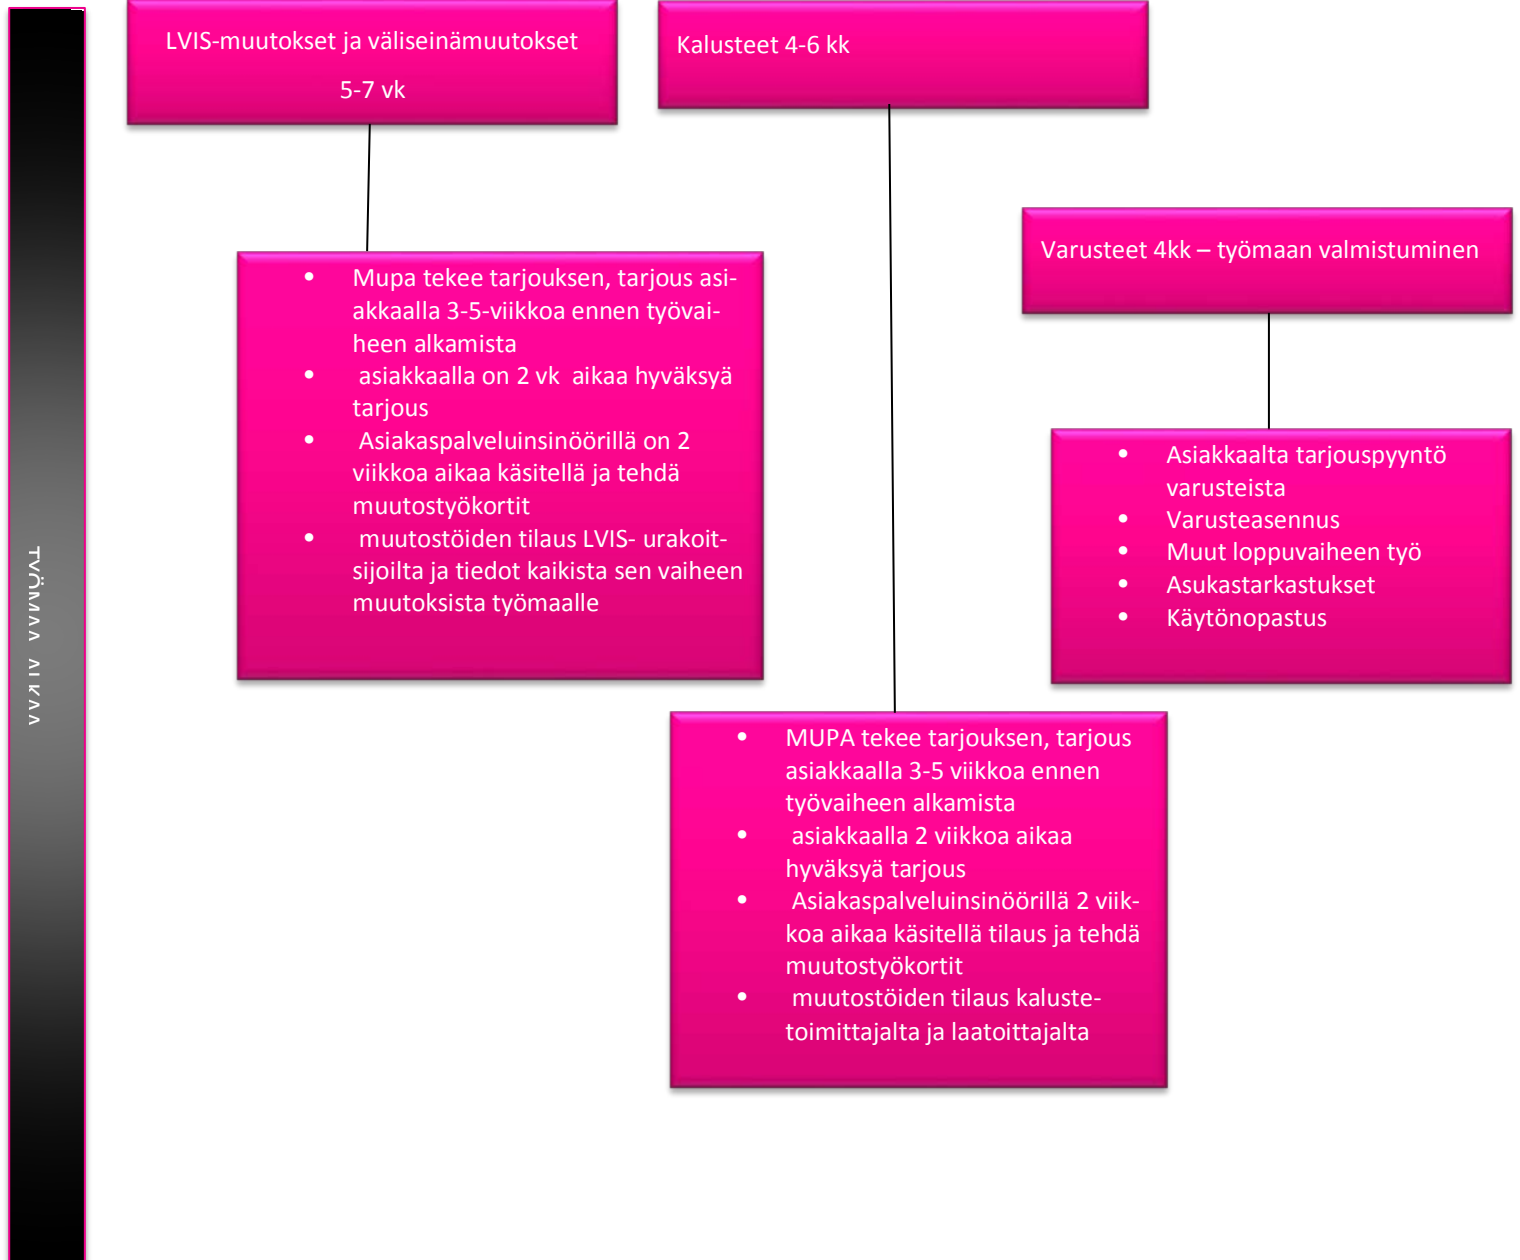 LVIS-muutokset ja väliseinämuutokset
5-7 vk
Kalusteet 4-6 kk
Varusteet 4kk – työmaan valmistuminen
• Mupa tekee tarjouksen, tarjous asi-
akkaalla 3-5-viikkoa ennen työvai-
heen alkamista
• asiakkaalla on 2 vk aikaa hyväksyä
tarjous
• Asiakaspalveluinsinöörillä on 2
viikkoa aikaa käsitellä ja tehdä
muutostyökortit
• muutostöiden tilaus LVIS- urakoit-
sijoilta ja tiedot kaikista sen vaiheen
muutoksista työmaalle
• Asiakkaalta tarjouspyyntö
varusteista
• Varusteasennus
• Muut loppuvaiheen työ
• Asukastarkastukset
• Käytönopastus
• MUPA tekee tarjouksen, tarjous
asiakkaalla 3-5 viikkoa ennen
työvaiheen alkamista
• asiakkaalla 2 viikkoa aikaa
hyväksyä tarjous
• Asiakaspalveluinsinöörillä 2 viik-
koa aikaa käsitellä tilaus ja tehdä
muutostyökortit
• muutostöiden tilaus kaluste-
toimittajalta ja laatoittajalta
TYÖMAA ALKAA